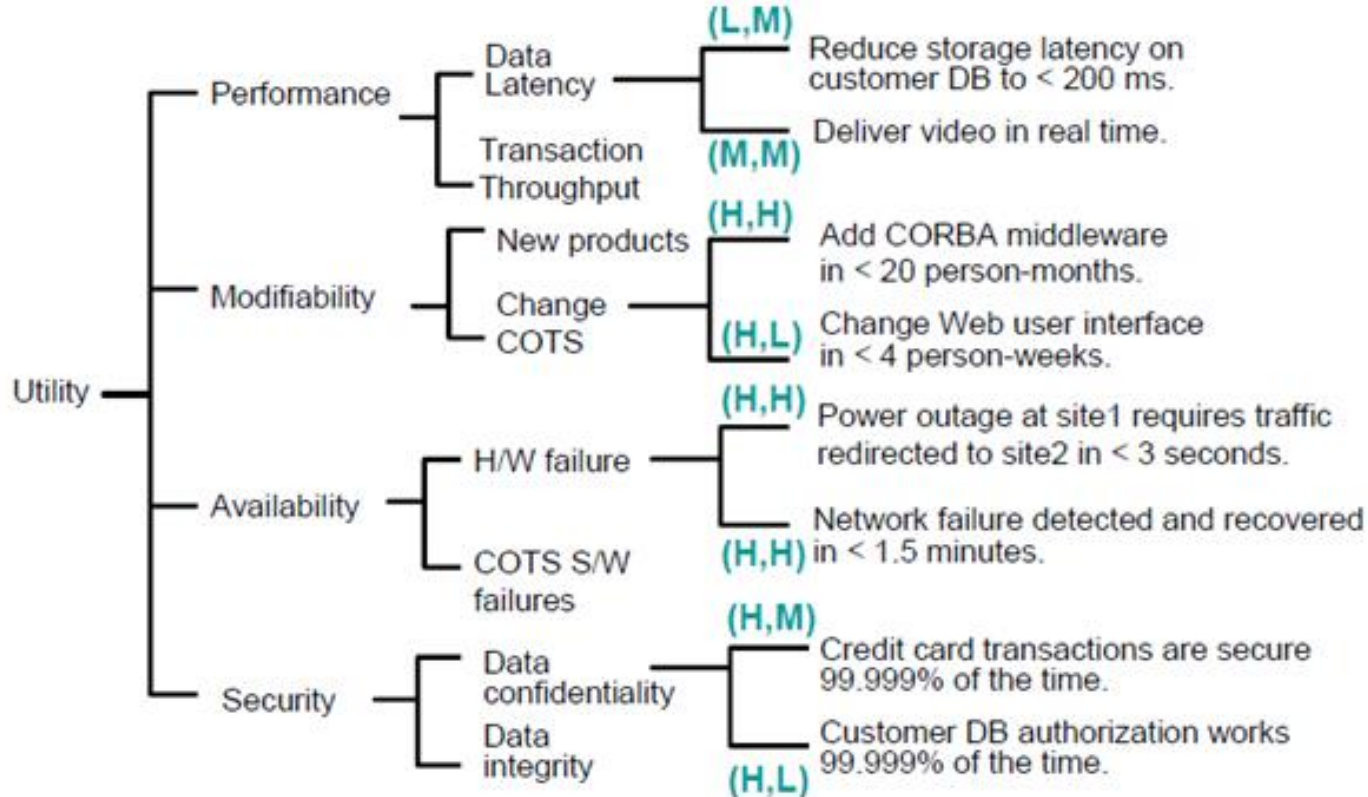 Utility
Performance
Data
Latency
(L,M)
Reduce storage latency on
customer DB to < 200 ms.
(M,M)
Deliver video in real time.
Transaction
Throughput
Modifiability
New products
Change
COTS
(H,H)
Add CORBA middleware
in < 20 person-months.
(H,L)
Change Web user interface
in < 4 person-weeks.
Availability
H/W failure
(H,H)
Power outage at site1 requires traffic
redirected to site2 in < 3 seconds.
(H,H)
Network failure detected and recovered
in < 1.5 minutes.
COTS S/W
failures
Security
Data
confidentiality
(H,M)
Credit card transactions are secure
99.999% of the time.
(H,L)
Customer DB authorization works
99.999% of the time.
Data
integrity